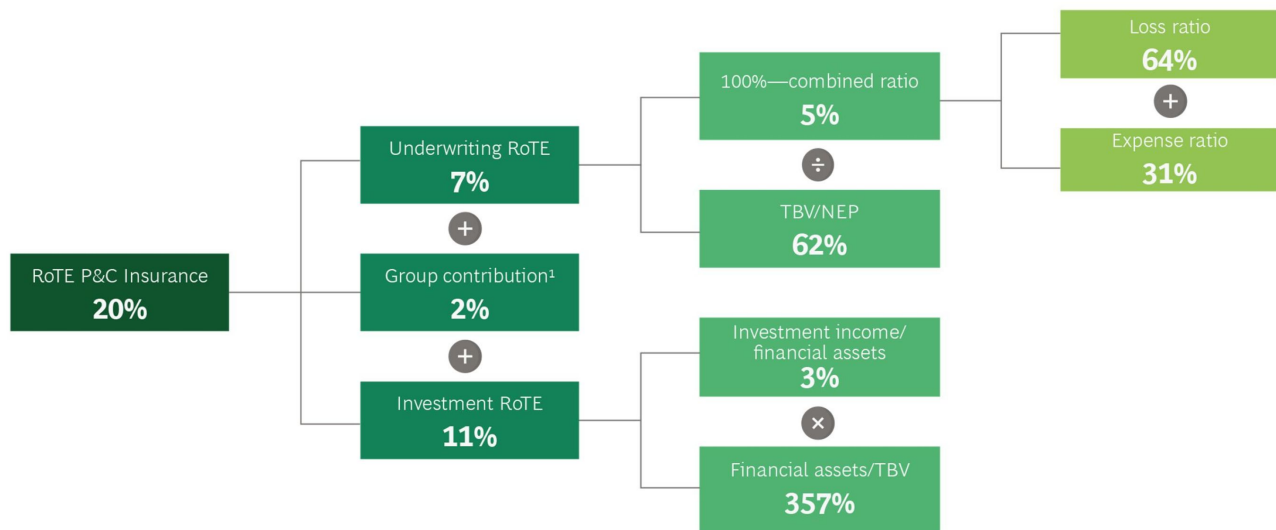 RoTE P&C Insurance
20%
Underwriting RoTE
7%
+
Group contribution¹
2%
+
Investment RoTE
11%
100%—combined ratio
5%
÷
TBV/NEP
62%
Investment income/
financial assets
3%
×
Financial assets/TBV
357%
Loss ratio
64%
+
Expense ratio
31%